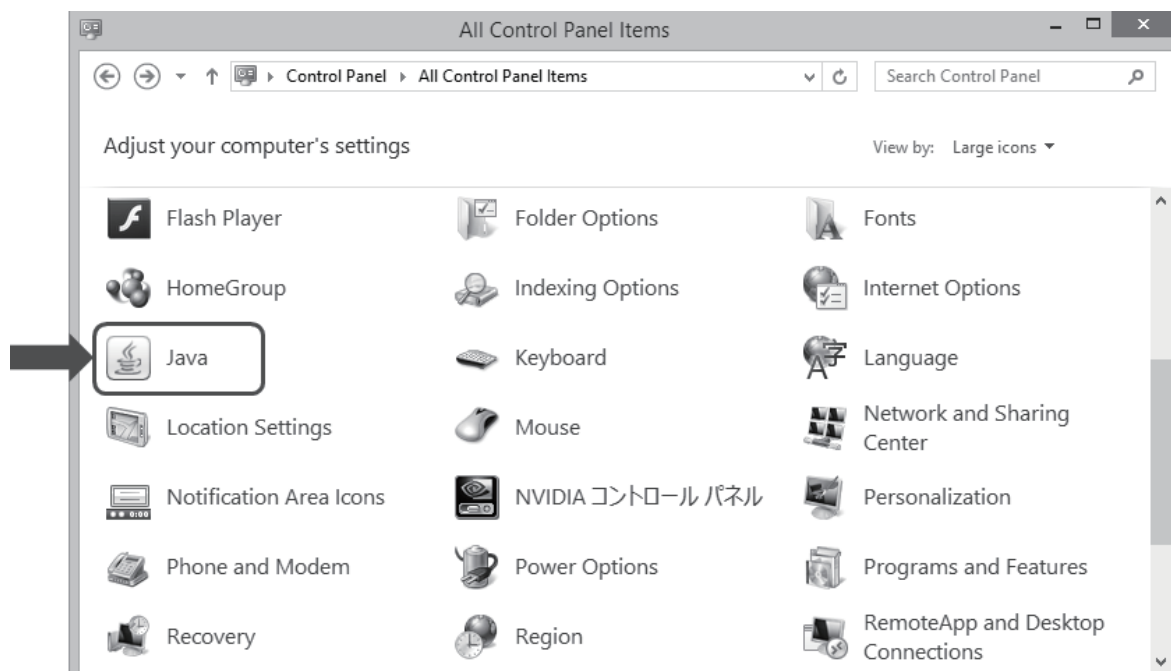 All Control Panel Items
Control Panel All Control Panel Items
Search Control Panel
Adjust your computer's settings
View by: Large icons
Flash Player
Folder Options
Fonts
HomeGroup
Indexing Options
Internet Options
Java
Keyboard
Language
Location Settings
Mouse
Network and Sharing
Center
Notification Area Icons
NVIDIA コントロール パネル
Personalization
Phone and Modem
Power Options
Programs and Features
Recovery
Region
RemoteApp and Desktop
Connections